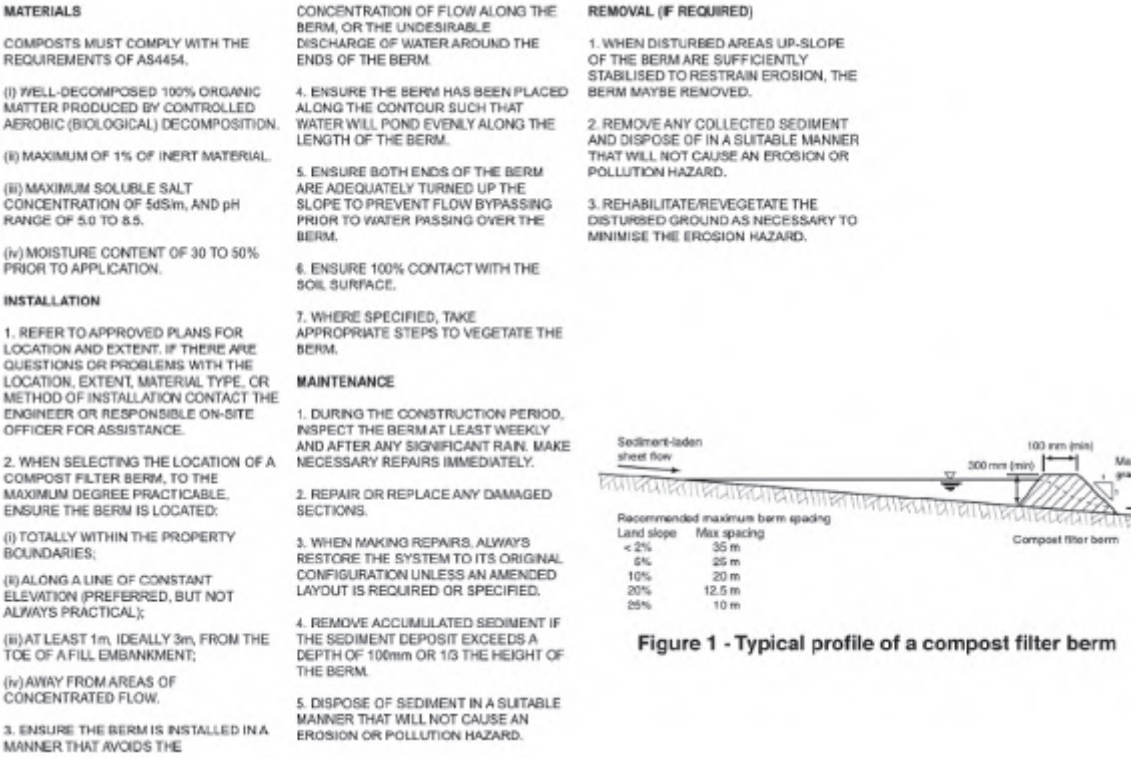 MATERIALS
COMPOSTS MUST COMPLY WITH THE
REQUIREMENTS OF AS4454.
(i) WELL-DECOMPOSED 100% ORGANIC
MATTER PRODUCED BY CONTROLLED
AEROBIC (BIOLOGICAL) DECOMPOSITION.
(ii) MAXIMUM OF 1% OF INERT MATERIAL.
(iii) MAXIMUM SOLUBLE SALT
CONCENTRATION OF 5dS/m, AND pH
RANGE OF 5.0 TO 8.5.
(iv) MOISTURE CONTENT OF 30 TO 50%
PRIOR TO APPLICATION.
INSTALLATION
1. REFER TO APPROVED PLANS FOR
LOCATION AND EXTENT. IF THERE ARE
QUESTIONS OR PROBLEMS WITH THE
LOCATION, EXTENT, MATERIAL TYPE, OR
METHOD OF INSTALLATION CONTACT THE
ENGINEER OR RESPONSIBLE ON-SITE
OFFICER FOR ASSISTANCE.
2. WHEN SELECTING THE LOCATION OF A
COMPOST FILTER BERM, TO THE
MAXIMUM DEGREE PRACTICABLE,
ENSURE THE BERM IS LOCATED:
(i) TOTALLY WITHIN THE PROPERTY
BOUNDARIES;
(ii) ALONG A LINE OF CONSTANT
ELEVATION (PREFERRED, BUT NOT
ALWAYS PRACTICAL);
(iii) AT LEAST 1m, IDEALLY 3m, FROM THE
TOE OF A FILL EMBANKMENT;
(iv) AWAY FROM AREAS OF
CONCENTRATED FLOW.
3. ENSURE THE BERM IS INSTALLED IN A
MANNER THAT AVOIDS THE
CONCENTRATION OF FLOW ALONG THE
BERM, OR THE UNDESIRABLE
DISCHARGE OF WATER AROUND THE
ENDS OF THE BERM.
4. ENSURE THE BERM HAS BEEN PLACED
ALONG THE CONTOUR SUCH THAT
WATER WILL POND EVENLY ALONG THE
LENGTH OF THE BERM.
5. ENSURE BOTH ENDS OF THE BERM
ARE ADEQUATELY TURNED UP THE
SLOPE TO PREVENT FLOW BYPASSING
PRIOR TO WATER PASSING OVER THE
BERM.
6. ENSURE 100% CONTACT WITH THE
SOIL SURFACE.
7. WHERE SPECIFIED, TAKE
APPROPRIATE STEPS TO VEGETATE THE
BERM.
MAINTENANCE
1. DURING THE CONSTRUCTION PERIOD,
INSPECT THE BERM AT LEAST WEEKLY
AND AFTER ANY SIGNIFICANT RAIN. MAKE
NECESSARY REPAIRS IMMEDIATELY.
2. REPAIR OR REPLACE ANY DAMAGED
SECTIONS.
3. WHEN MAKING REPAIRS, ALWAYS
RESTORE THE SYSTEM TO ITS ORIGINAL
CONFIGURATION UNLESS AN AMENDED
LAYOUT IS REQUIRED OR SPECIFIED.
4. REMOVE ACCUMULATED SEDIMENT IF
THE SEDIMENT DEPOSIT EXCEEDS A
DEPTH OF 100mm OR 1/3 THE HEIGHT OF
THE BERM.
5. DISPOSE OF SEDIMENT IN A SUITABLE
MANNER THAT WILL NOT CAUSE AN
EROSION OR POLLUTION HAZARD.
REMOVAL (IF REQUIRED)
1. WHEN DISTURBED AREAS UP-SLOPE
OF THE BERM ARE SUFFICIENTLY
STABILISED TO RESTRAIN EROSION, THE
BERM MAYBE REMOVED.
2. REMOVE ANY COLLECTED SEDIMENT
AND DISPOSE OF IN A SUITABLE MANNER
THAT WILL NOT CAUSE AN EROSION OR
POLLUTION HAZARD.
3. REHABILITATE/REVEGETATE THE
DISTURBED GROUND AS NECESSARY TO
MINIMISE THE EROSION HAZARD.
Sediment-laden
sheet flow
100 mm (min)
300 mm (min)
Compost filter berm
Recommended maximum berm spacing
Land slope Max spacing
< 2% 35 m
5% 25 m
10% 20 m
20% 12.5 m
25% 10 m
Figure 1 - Typical profile of a compost filter berm